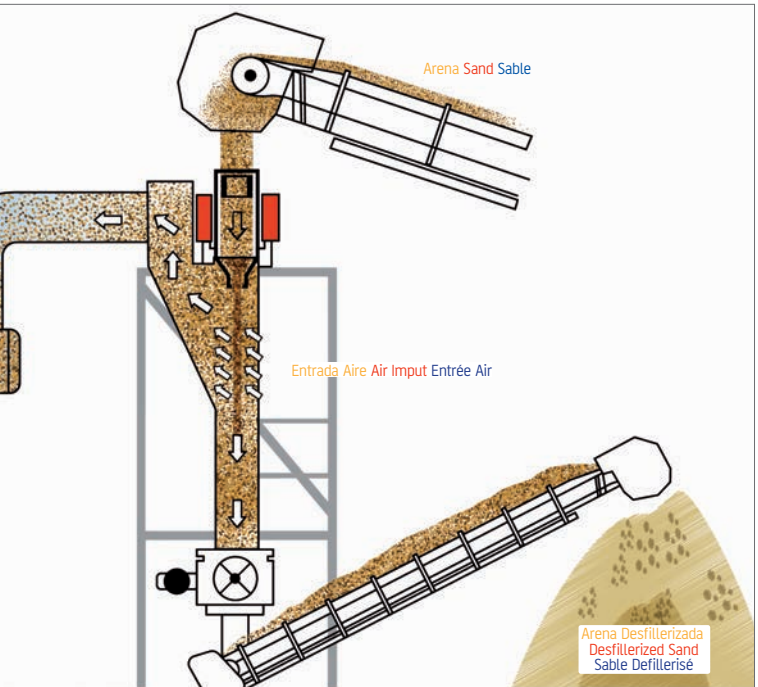 Arena Sand Sable
Entrada Aire Air Imput Entrée Air
Arena Desfillerizada
Desfillerized Sand
Sable Defillerisé